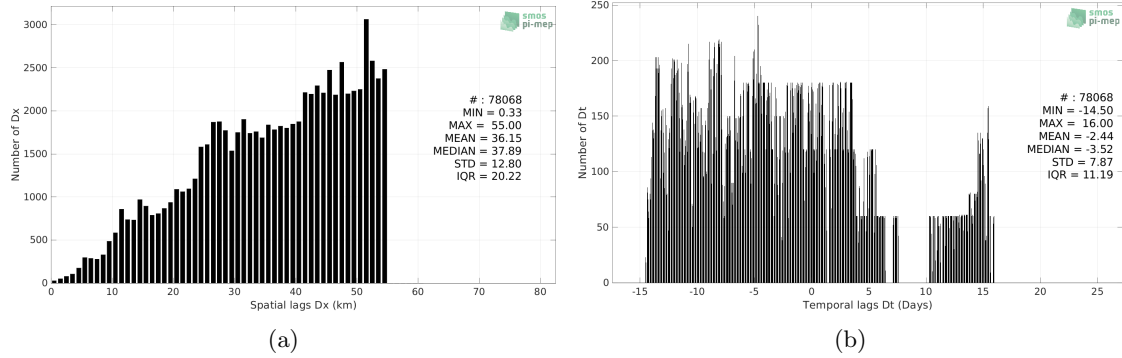 3000
2500
2000
1500
1000
500
0
Number of Dx
0 10 20 30 40 50 60 70 80
Spatial lags Dx (km)
smos
pi-mep
# : 78068
MIN = 0.33
MAX = 55.00
MEAN = 36.15
MEDIAN = 37.89
STD = 12.80
IQR = 20.22
(a)
250
200
150
100
50
0
Number of Dt
-15 -10 -5 0 5 10 15 20 25
Temporal lags Dt (Days)
smos
pi-mep
# : 78068
MIN = -14.50
MAX = 16.00
MEAN = -2.44
MEDIAN = -3.52
STD = 7.87
IQR = 11.19
(b)